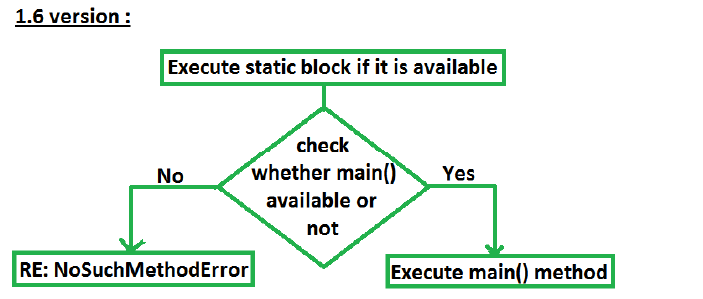 1.6 version :
Execute static block if it is available
check
whether main()
available or
not
No
Yes
RE: NoSuchMethodError
Execute main() method